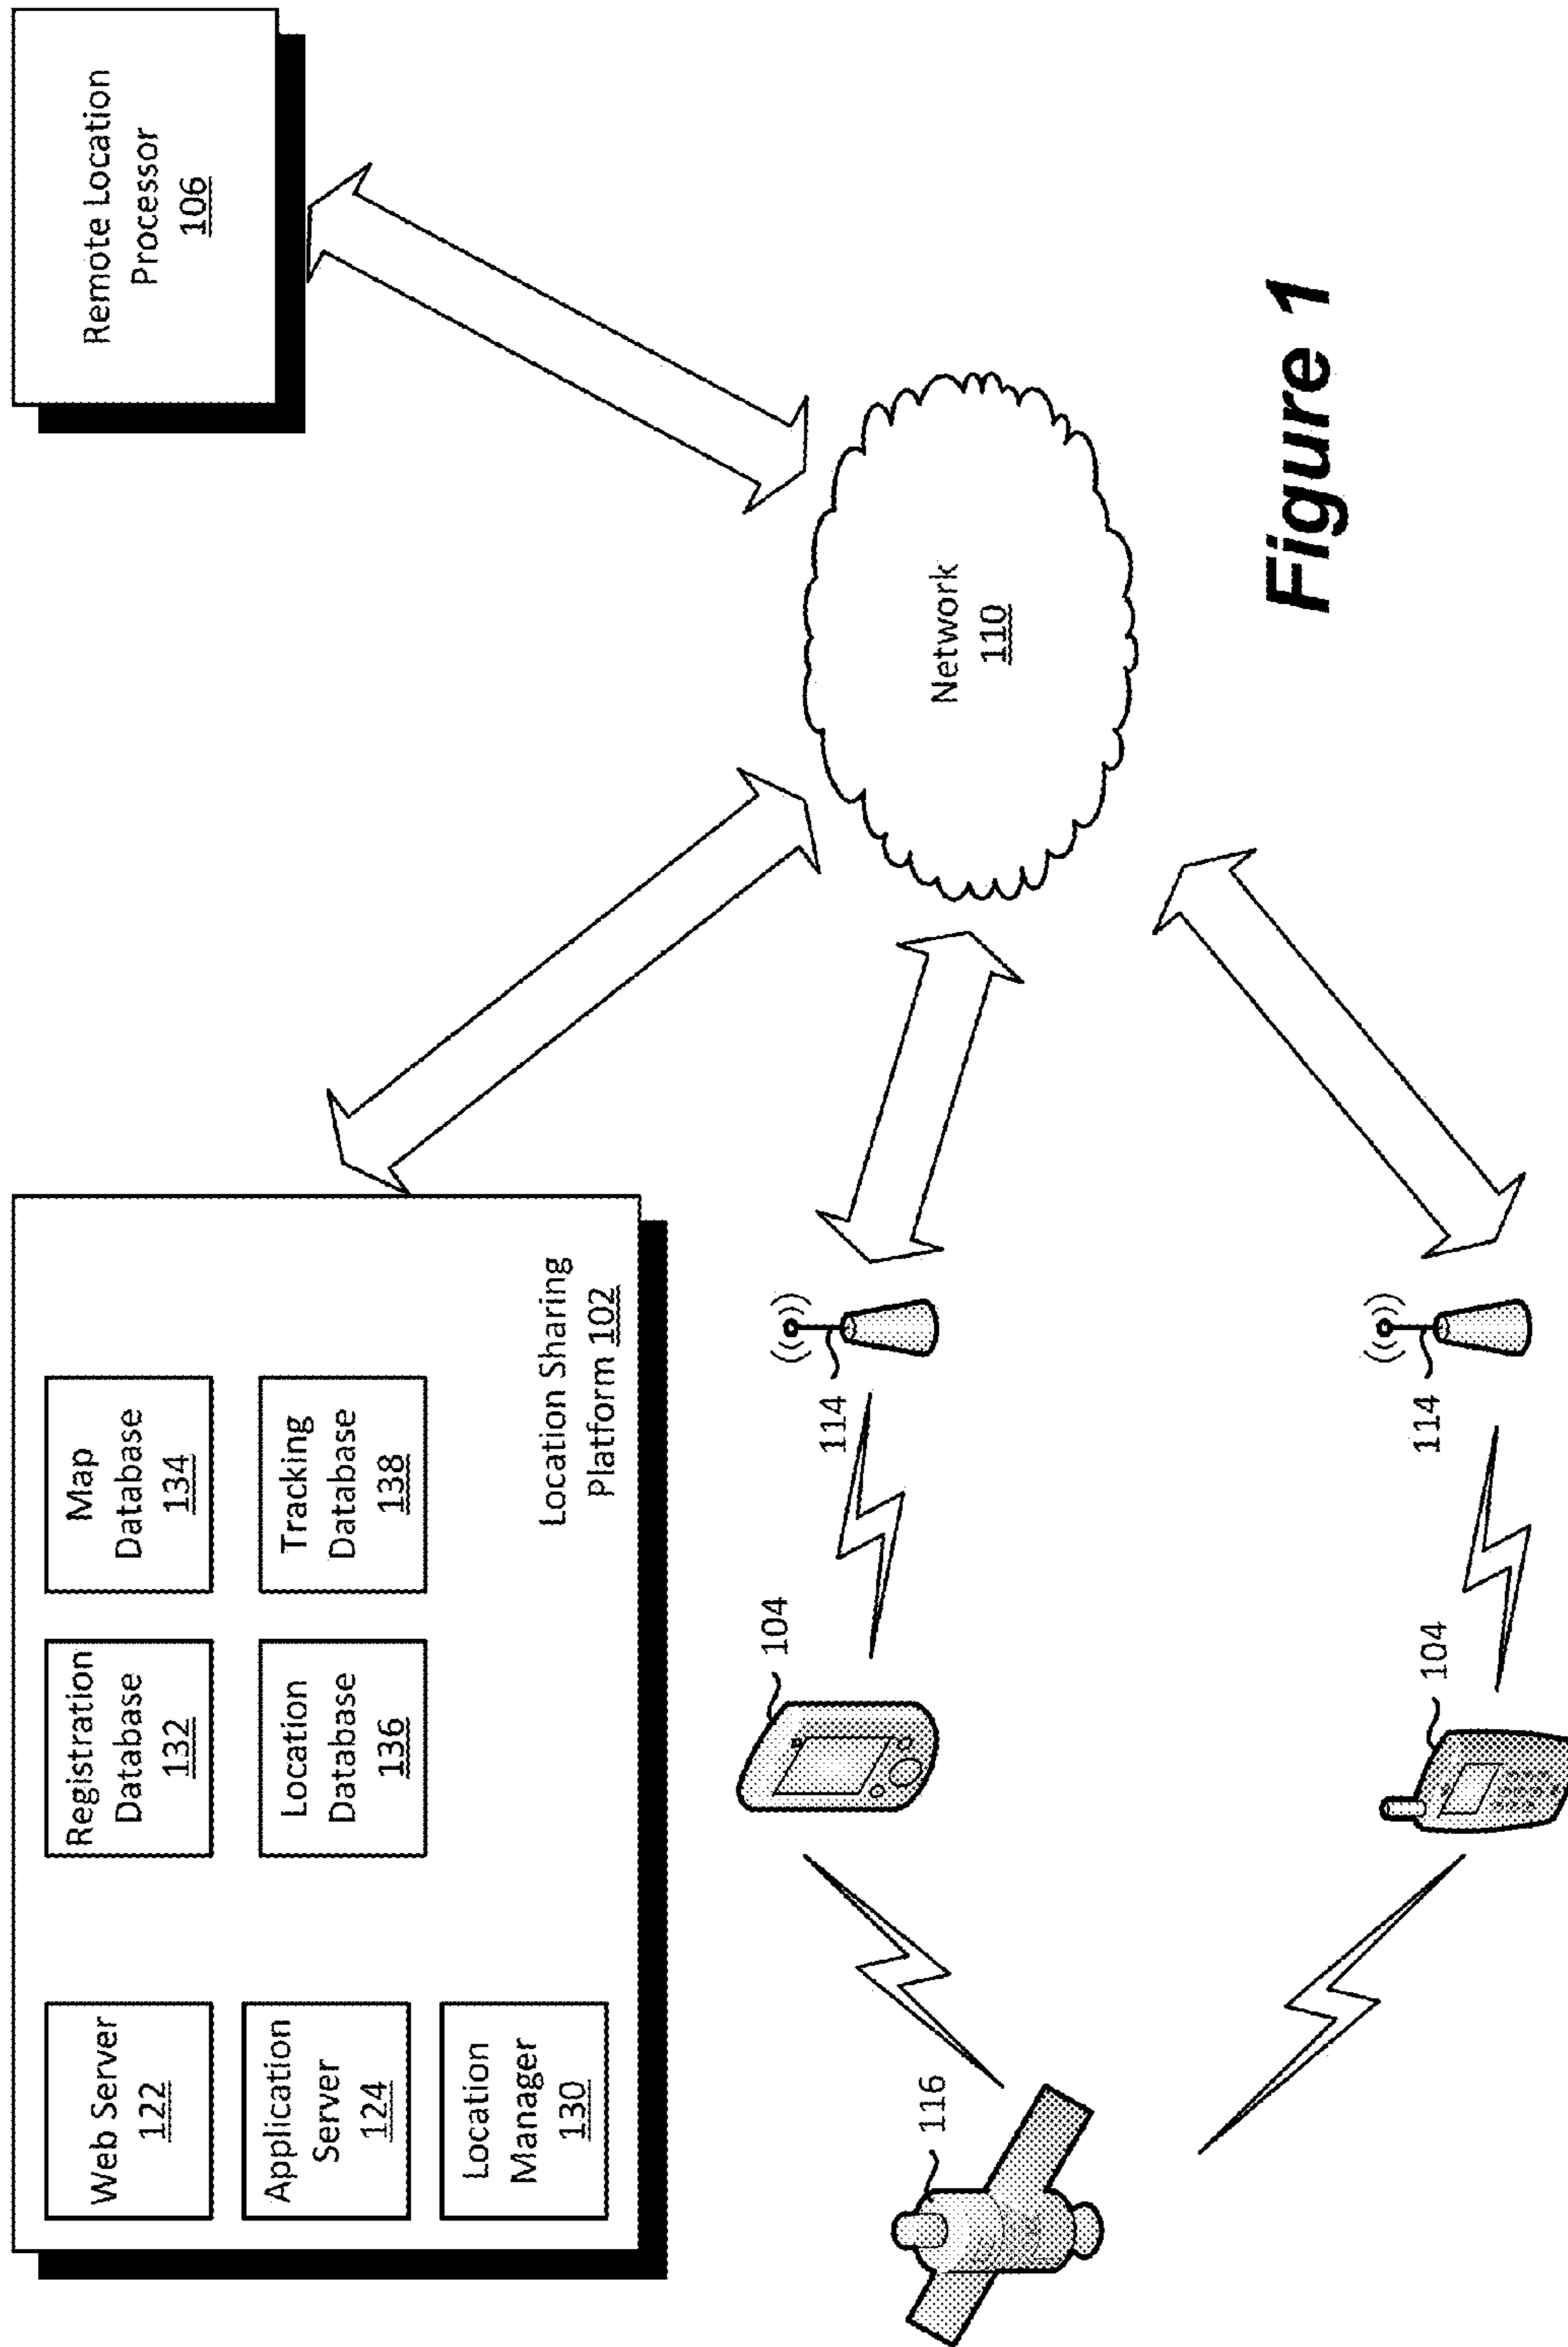 Web Server
122
Application
Server
124
Location
Manager
130
Registration
Database
132
Map
Database
134
Location
Database
136
Tracking
Database
138
Location Sharing
Platform 102
Remote Location
Processor
106
Network
110
116
104
114
104
114
Figure 1